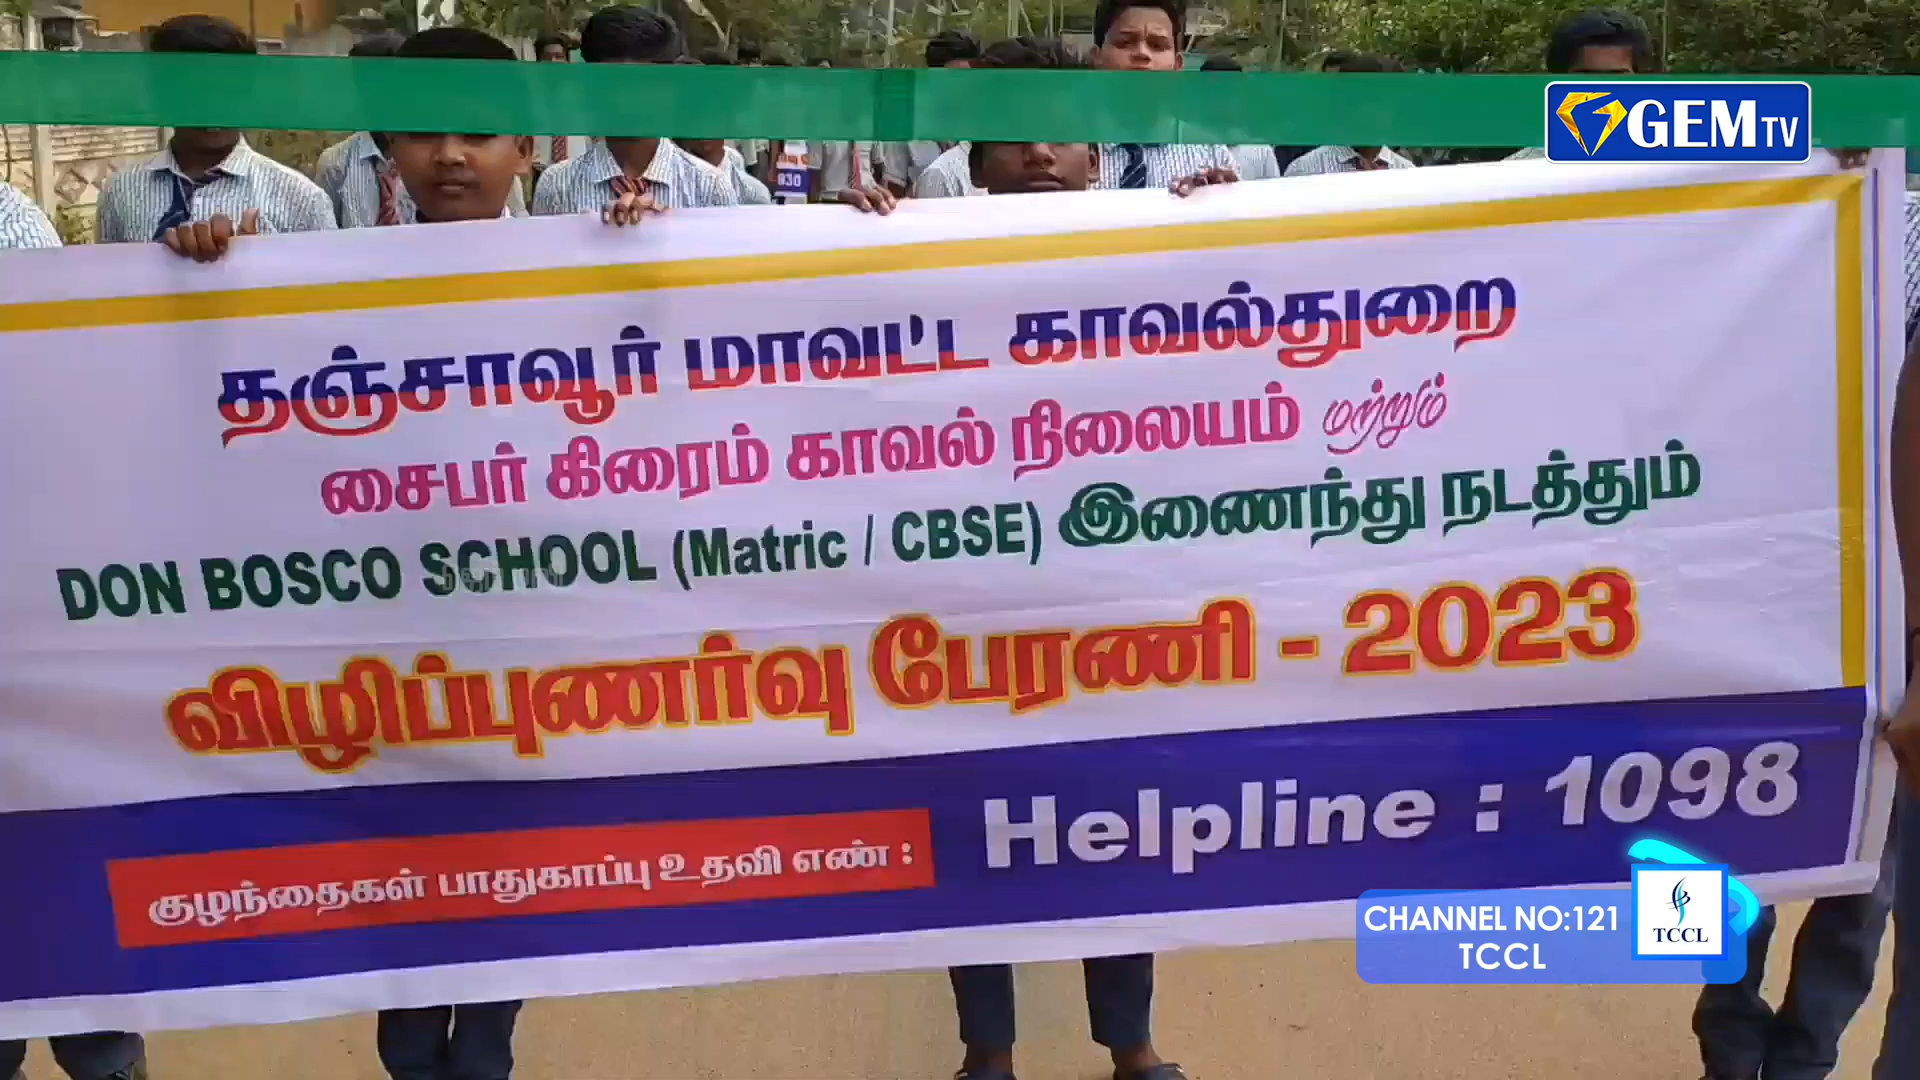 GEM TV
தஞ்சாவூர் மாவட்ட காவல்துறை
சைபர் கிரைம் காவல் நிலையம் மற்றும்
DON BOSCO SCHOOL (Matric / CBSE) இணைந்து நடத்தும்
விழிப்புணர்வு பேரணி - 2023
குழந்தைகள் பாதுகாப்பு உதவி எண் : Helpline : 1098
CHANNEL NO:121
TCCL
TCCL